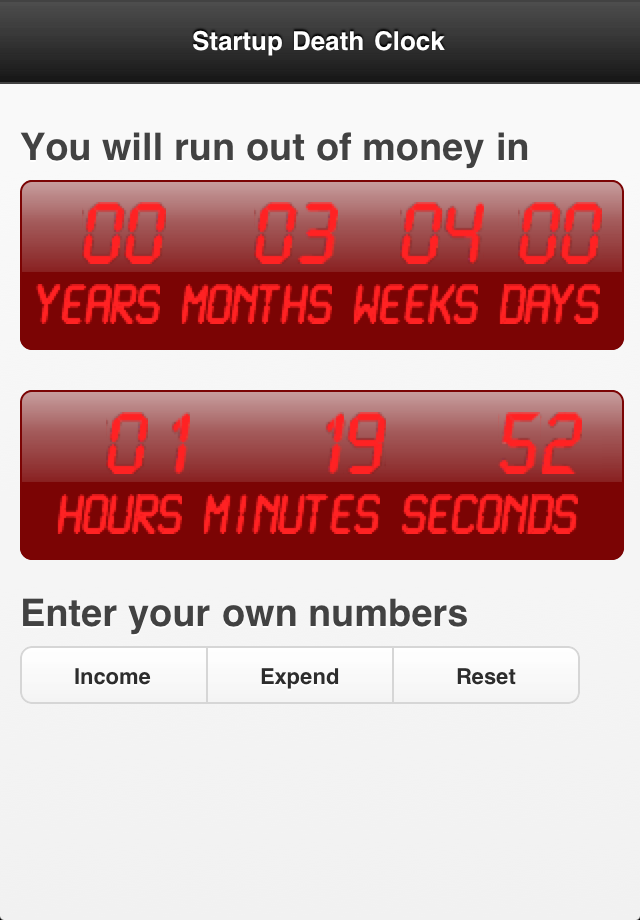 Startup Death Clock
You will run out of money in
00 03 04 00
YEARS MONTHS WEEKS DAYS
01 19 52
HOURS MINUTES SECONDS
Enter your own numbers
Income Expend Reset